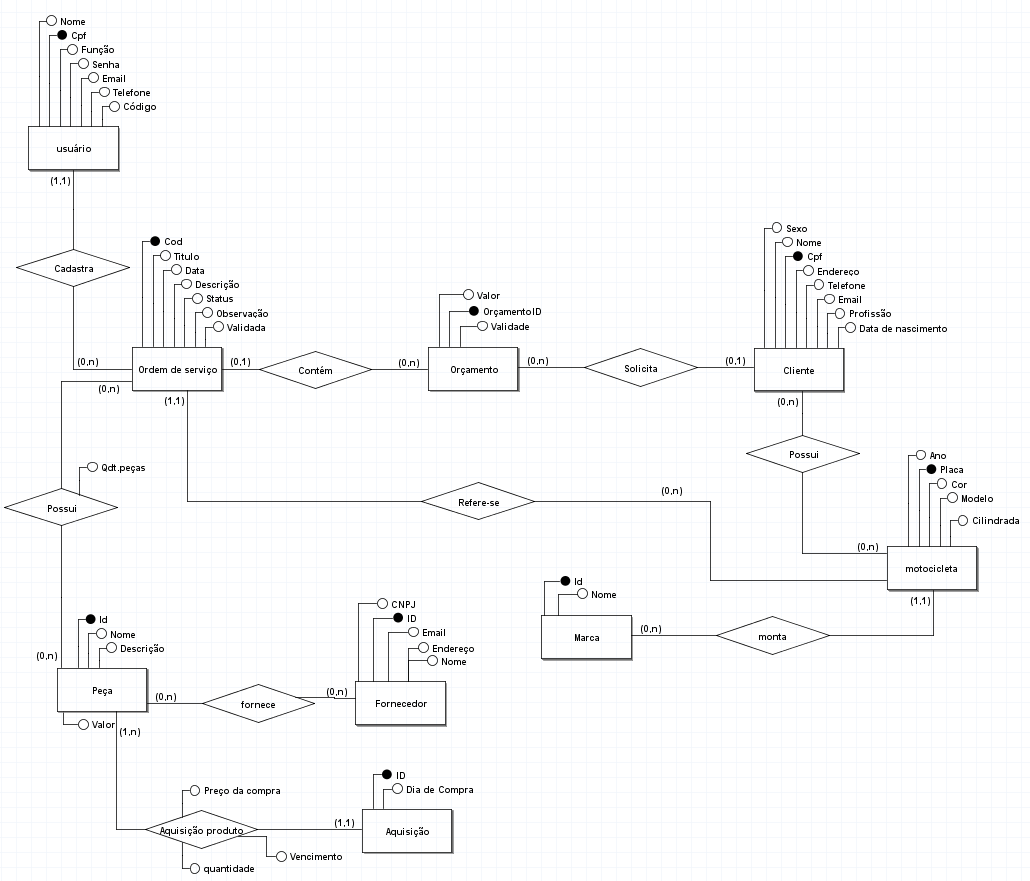 Nome
Cpf
Função
Senha
Email
Telefone
Código
usuário
(1,1)
Cadastra
(0,n)
Cod
Titulo
Data
Descrição
Status
Observação
Validada
Ordem de serviço
(0,1)
(0,n)
(1,1)
Contém
(0,n)
Valor
OrçamentoID
Validade
Orçamento
(0,n)
Solicita
(0,1)
Sexo
Nome
Cpf
Endereço
Telefone
Email
Profissão
Data de nascimento
Cliente
(0,n)
Possui
(0,n)
Ano
Placa
Cor
Modelo
Cilindrada
motocicleta
(1,1)
Qdt.peças
Possui
Refere-se
(0,n)
Id
Nome
Marca
(0,n)
monta
(0,n)
Id
Nome
Descrição
Peça
Valor
(1,n)
(0,n)
fornece
(0,n)
CNPJ
ID
Email
Endereço
Nome
Fornecedor
Preço da compra
Aquisição produto
Vencimento
quantidade
(1,1)
ID
Dia de Compra
Aquisição